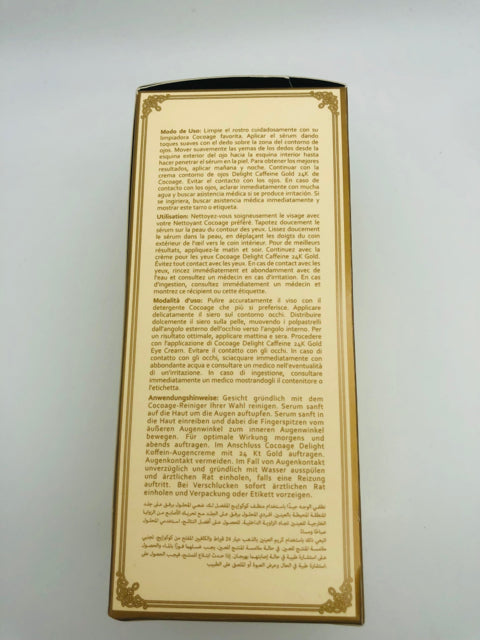 Modo de Uso: Limpie el rostro cuidadosamente con su
limpiadora Cocoage favorita. Aplicar el sérum dando
toques suaves con el dedo sobre la zona del contorno de
ojos. Mover suavemente las yemas de los dedos desde la
esquina exterior del ojo hacia la esquina interior hasta
hacer penetrar el sérum en la piel. Para obtener los mejores
resultados, aplicar mañana y noche. Continuar con la
crema contorno de ojos Delight Caffeine Gold 24K de
Cocoage. Evitar el contacto con los ojos. En caso de
contacto con los ojos, aclarar inmediatamente con mucha
agua y buscar asistencia médica si se produce irritación. Si
se ingiriera, buscar asistencia médica inmediatamente y
mostrar este tarro o etiqueta.
Utilisation: Nettoyez-vous soigneusement le visage avec
votre Nettoyant Cocoage préféré. Tapotez doucement le
sérum sur la peau du contour des yeux. Lissez doucement
le sérum dans la peau, en déplaçant les doigts du coin
extérieur de l'œil vers le coin intérieur. Pour de meilleurs
résultats, appliquez-le matin et soir. Continuez avec la
crème pour les yeux Cocoage Delight Caffeine 24K Gold.
Évitez tout contact avec les yeux. En cas de contact avec les
yeux, rincez immédiatement et abondamment avec de
l'eau et consultez un médecin en cas d'irritation. En cas
d'ingestion, consultez immédiatement un médecin et
montrez ce récipient ou cette étiquette.
Modalità d'uso: Pulire accuratamente il viso con il
detergente Cocoage che più si preferisce. Applicare
delicatamente il siero sui contorno occhi. Distribuire
dolcemente il siero sulla pelle, muovendo i polpastrelli
dall'angolo esterno dell'occhio verso l'angolo interno. Per
un risultato ottimale, applicare mattina e sera. Procedere
con l'applicazione di Cocoage Delight Caffeine 24K Gold
Eye Cream. Evitare il contatto con gli occhi. In caso di
contatto con gli occhi, sciacquare immediatamente con
abbondante acqua e consultare un medico nell'eventualità
di un'irritazione. In caso di ingestione, consultare
immediatamente un medico mostrandogli il contenitore o
l'etichetta.
Anwendungshinweise: Gesicht gründlich mit dem
Cocoage-Reiniger Ihrer Wahl reinigen. Serum sanft
auf die Haut um die Augen auftupfen. Serum sanft in
die Haut einreiben und dabei die Fingerspitzen vom
äußeren Augenwinkel zum inneren Augenwinkel
bewegen. Für optimale Wirkung morgens und
abends auftragen. Im Anschluss Cocoage Delight
Koffein-Augencreme mit 24 Kt Gold auftragen.
Augenkontakt vermeiden. Im Fall von Augenkontakt
unverzüglich und gründlich mit Wasser ausspülen
und ärztlichen Rat einholen, falls eine Reizung
auftritt. Bei Verschlucken sofort ärztlichen Rat
einholen und Verpackung oder Etikett vorzeigen.